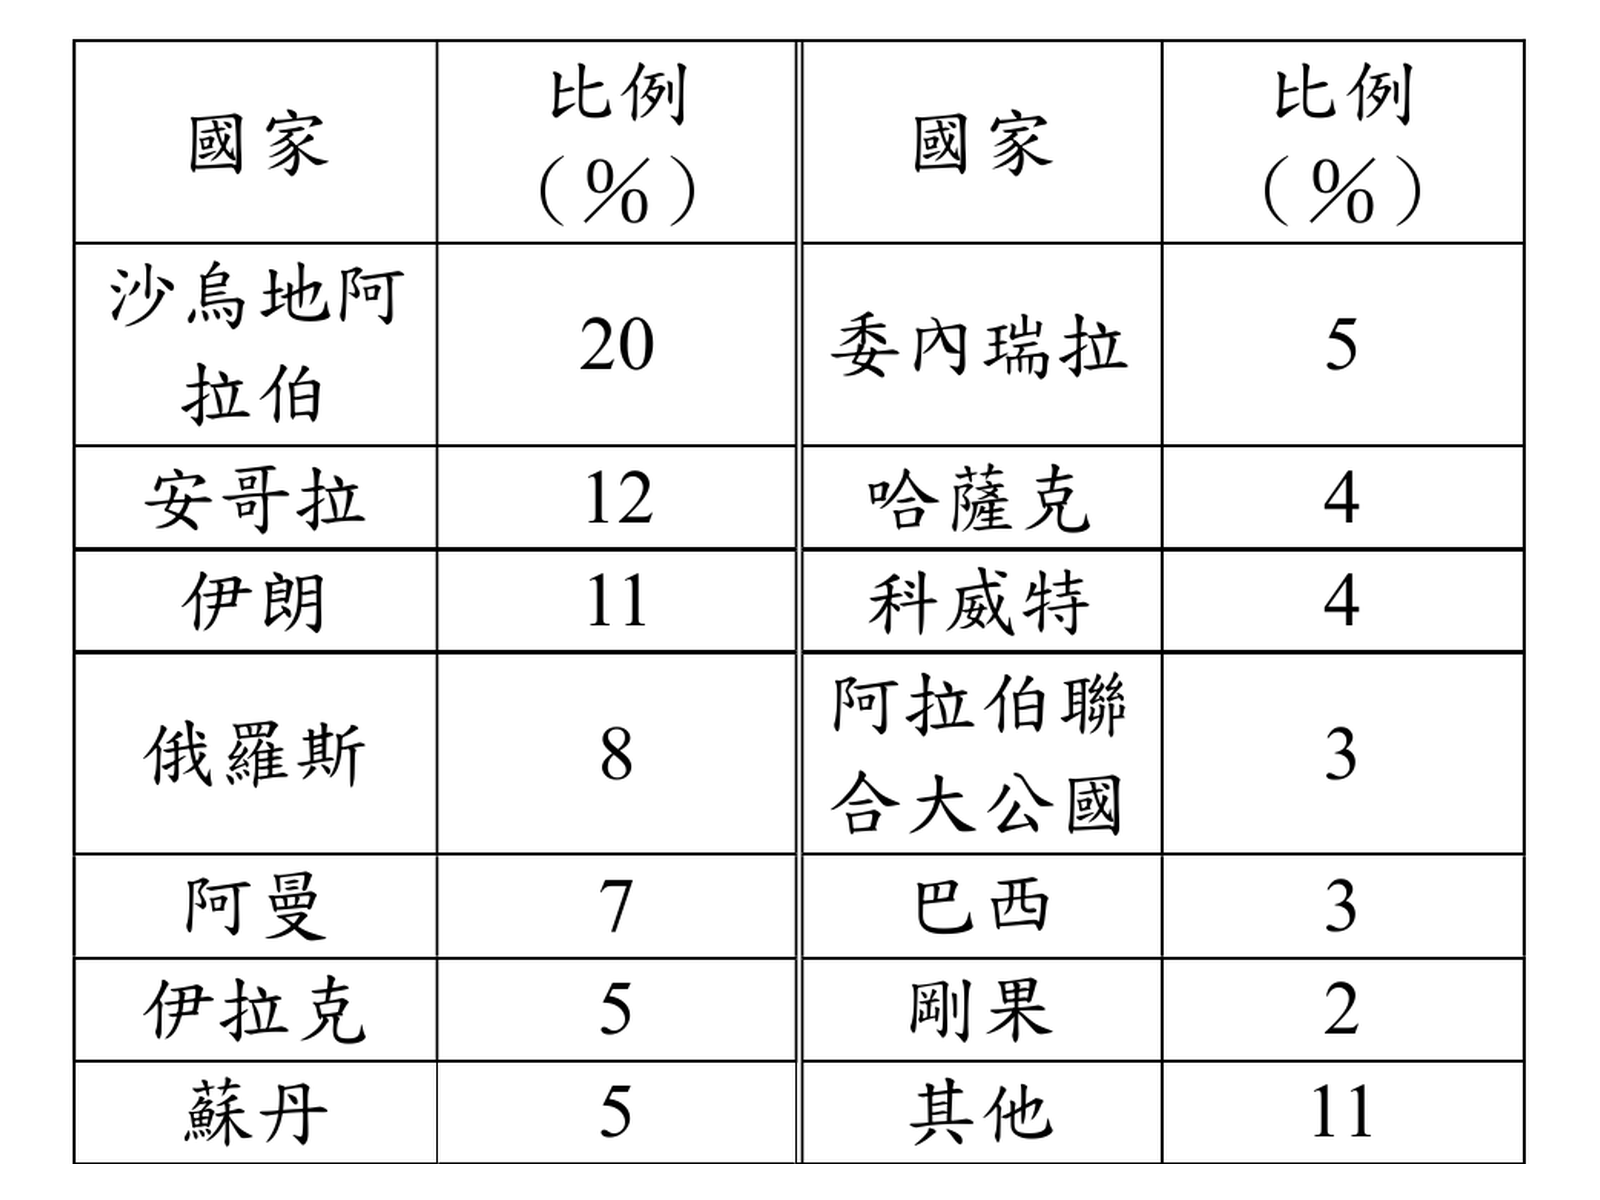 國家 比例 國家 比例
（%） （%）
沙烏地阿拉伯 20 委內瑞拉 5
安哥拉 12 哈薩克 4
伊朗 11 科威特 4
俄羅斯 8 阿拉伯聯合大公國 3
阿曼 7 巴西 3
伊拉克 5 剛果 2
蘇丹 5 其他 11